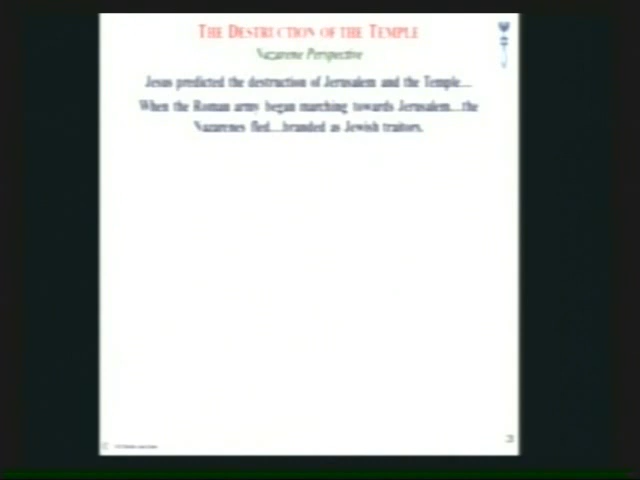 THE DESTRUCTION OF THE TEMPLE
Nazarene Perspective
Jesus predicted the destruction of Jerusalem and the Temple...
When the Roman army began marching towards Jerusalem...the
Nazarenes fled...branded as Jewish traitors.